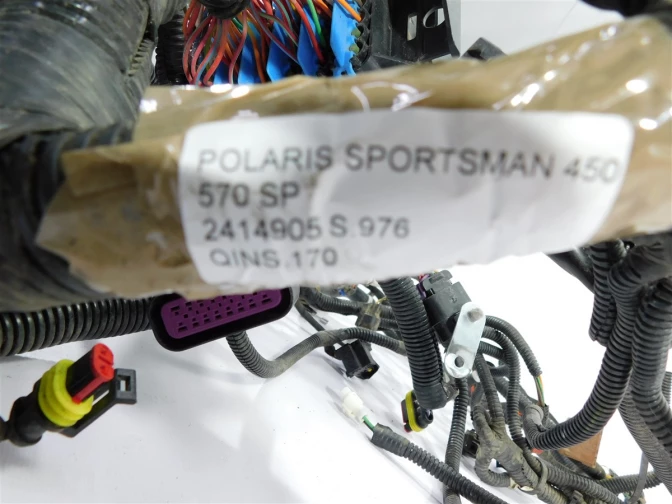 POLARIS SPORTSMAN 450
570 SP
2414905 S.976
QINS.170